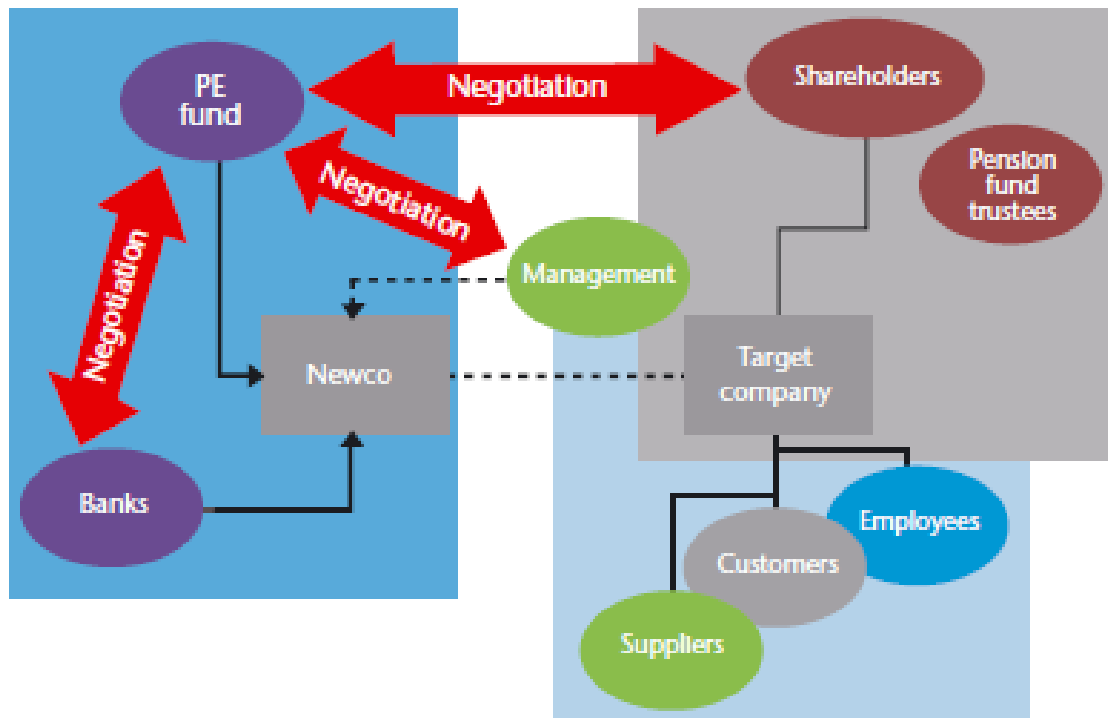 PE
fund
Negotiation
Shareholders
Pension
fund
trustees
Negotiation
Negotiation
Management
Newco
Target
company
Banks
Employees
Customers
Suppliers